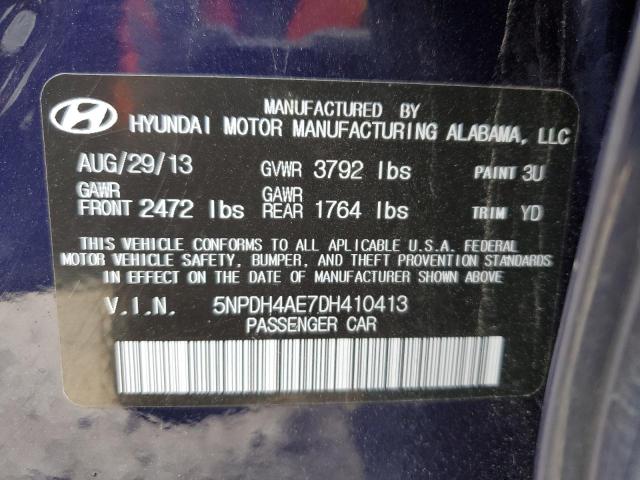 MANUFACTURED BY
HYUNDAI MOTOR MANUFACTURING ALABAMA, LLC
AUG/29/13 GVWR 3792 lbs PAINT 3U
GAWR GAWR
FRONT 2472 lbs REAR 1764 lbs TRIM YD
THIS VEHICLE CONFORMS TO ALL APLICABLE U.S.A. FEDERAL
MOTOR VEHICLE SAFETY, BUMPER, AND THEFT PROVENTION STANDARDS
IN EFFECT ON THE DATE OF MANUFACTURER SHOWN ABOVE
V.I.N. 5NPDH4AE7DH410413
PASSENGER CAR